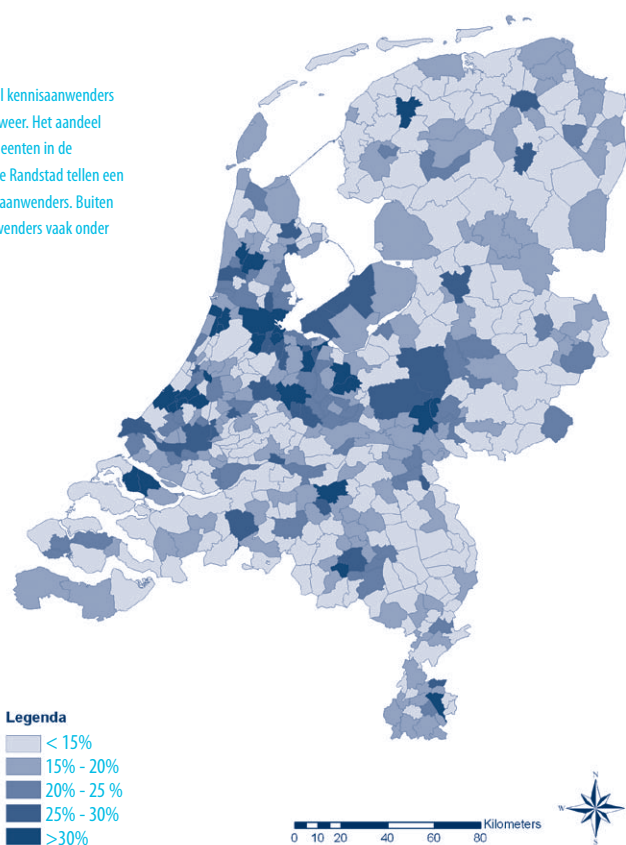 l kennisaanwenders
weer. Het aandeel
eenten in de
e Randstad tellen een
aanwenders. Buiten
wenders vaak onder
Legenda
< 15%
15% - 20%
20% - 25 %
25% - 30%
>30%
Kilometers
0 10 20 40 60 80
N
W
E
S